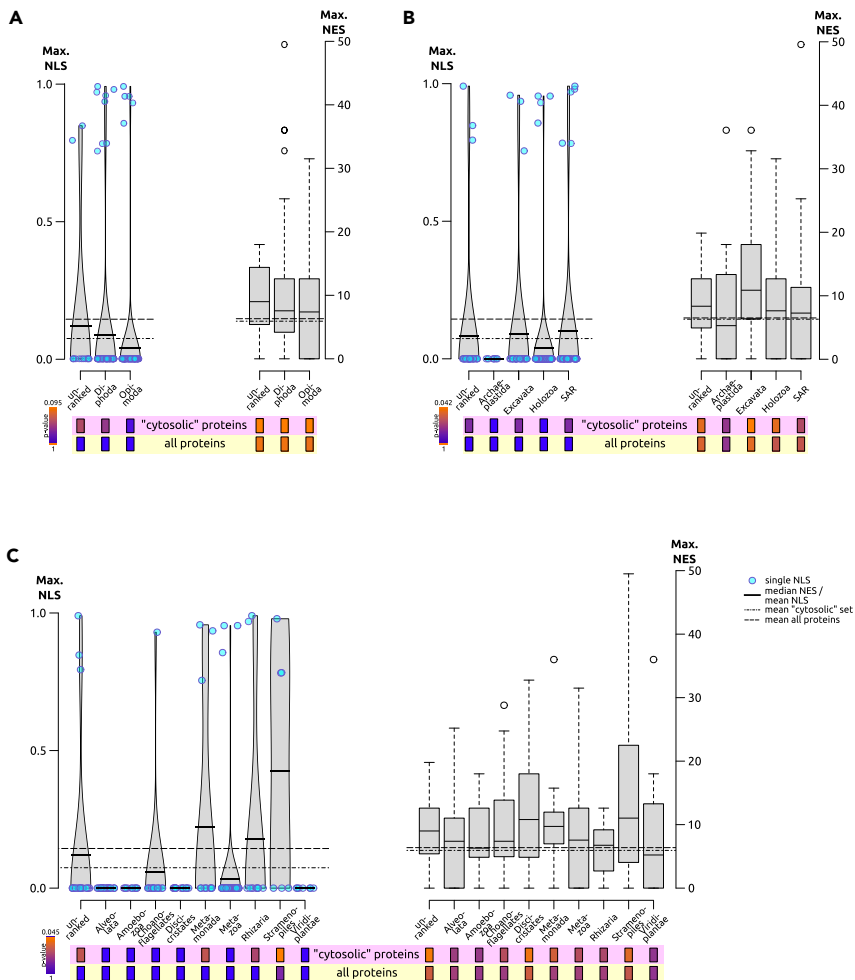 A
Max.
NLS
1.0
0.5
0.0
un-
ranked
Di-
phoda
Opi-
moda
Max.
NES
50
40
30
20
10
0
un-
ranked
Di-
phoda
Opi-
moda
0.095
p-value
1
"cytosolic" proteins
all proteins
B
Max.
NLS
1.0
0.5
0.0
un-
ranked
Archae-
plastida
Excavata
Holozoa
SAR
Max.
NES
50
40
30
20
10
0
un-
ranked
Archae-
plastida
Excavata
Holozoa
SAR
0.042
p-value
1
"cytosolic" proteins
all proteins
C
Max.
NLS
1.0
0.5
0.0
un-
ranked
Alveo-
lata
Amoebo-
zoa
Choano-
flagellates
Disci-
cristates
Meta-
monada
Meta-
zoa
Rhizaria
Strameno-
piles
Viridi-
plantae
Max.
NES
50
40
30
20
10
0
un-
ranked
Alveo-
lata
Amoebo-
zoa
Choano-
flagellates
Disci-
cristates
Meta-
monada
Meta-
zoa
Rhizaria
Strameno-
piles
Viridi-
plantae
single NLS
median NES /
mean NLS
mean "cytosolic" set
mean all proteins
0.045
p-value
1
"cytosolic" proteins
all proteins